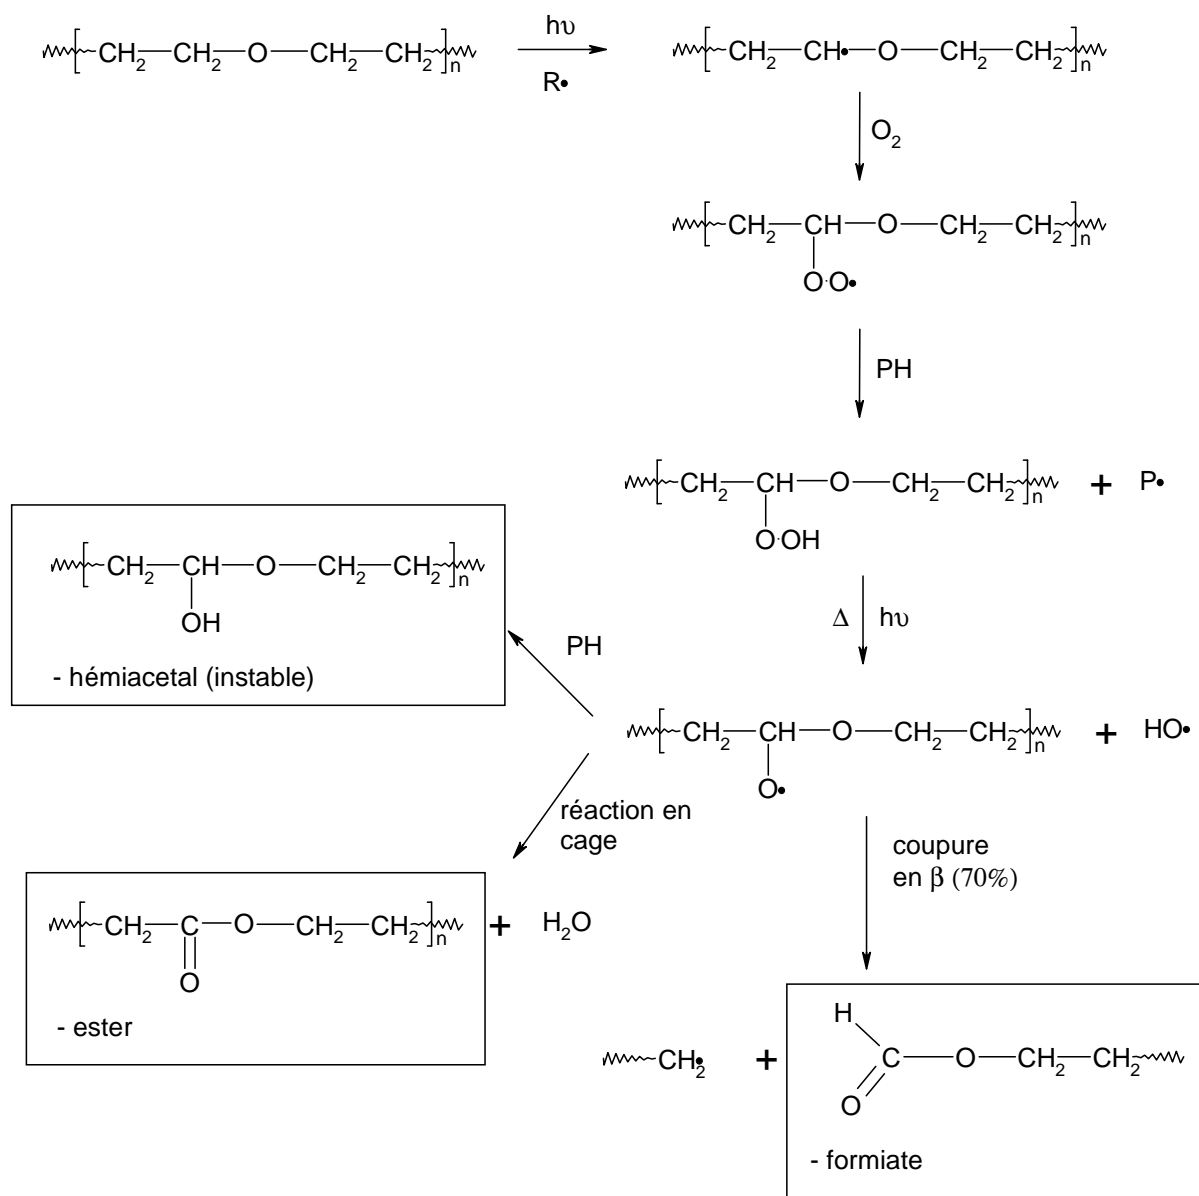 [CH₂—CH₂—O—CH₂—CH₂]n
hυ
R•
[CH₂—CH•—O—CH₂—CH₂]n
O₂
[CH₂—CH—O—CH₂—CH₂]n
O·O•
PH
[CH₂—CH—O—CH₂—CH₂]n + P•
O·OH
Δ hυ
[CH₂—CH—O—CH₂—CH₂]n
OH
- hémiacetal (instable)
PH
[CH₂—CH—O—CH₂—CH₂]n + HO•
O•
réaction en
cage
coupure
en β (70%)
[CH₂—C—O—CH₂—CH₂]n + H₂O
O
- ester
CH₂• +
H
C—O—CH₂—CH₂
O
- formiate